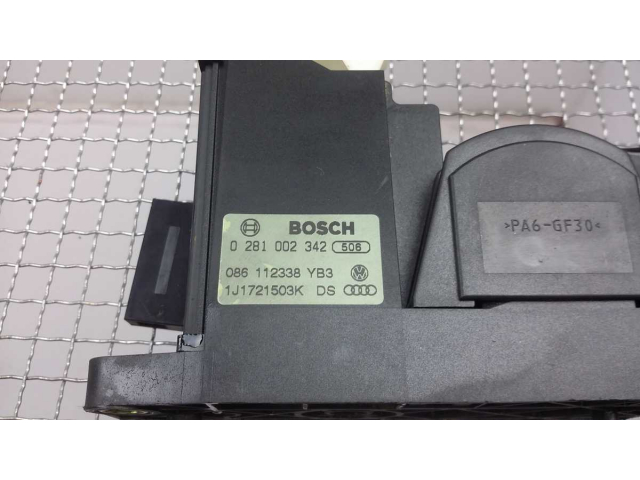 BOSCH
0 281 002 342 506
086 112338 YB3
1J1721503K DS
>PA6-GF30<